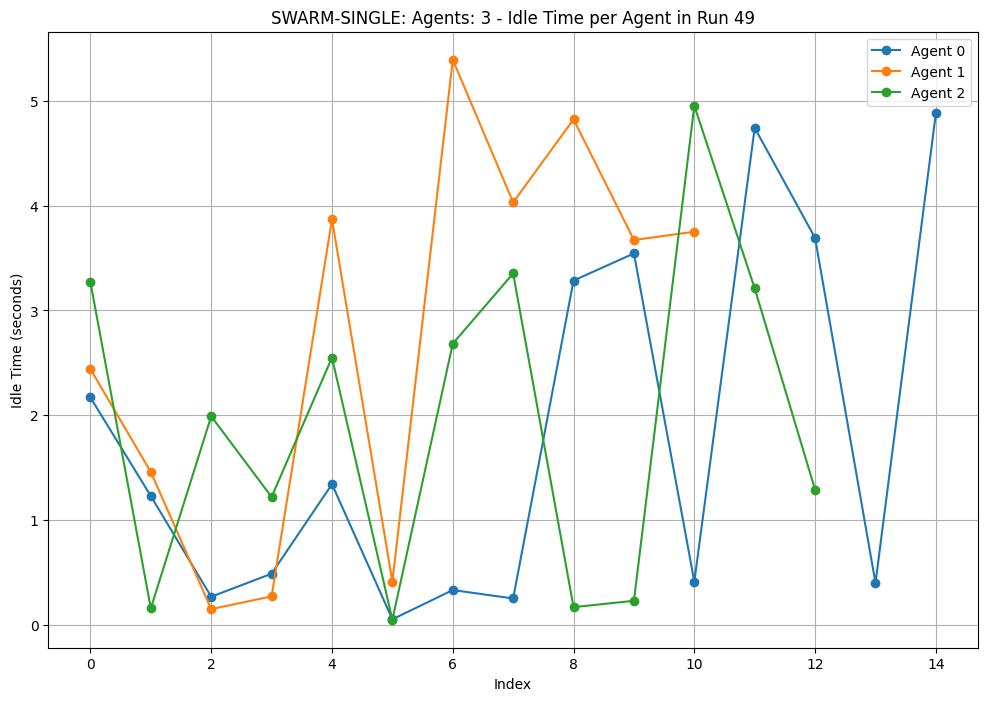 SWARM-SINGLE: Agents: 3 - Idle Time per Agent in Run 49
Agent 0
Agent 1
Agent 2
Idle Time (seconds)
5
4
3
2
1
0
0 2 4 6 8 10 12 14
Index